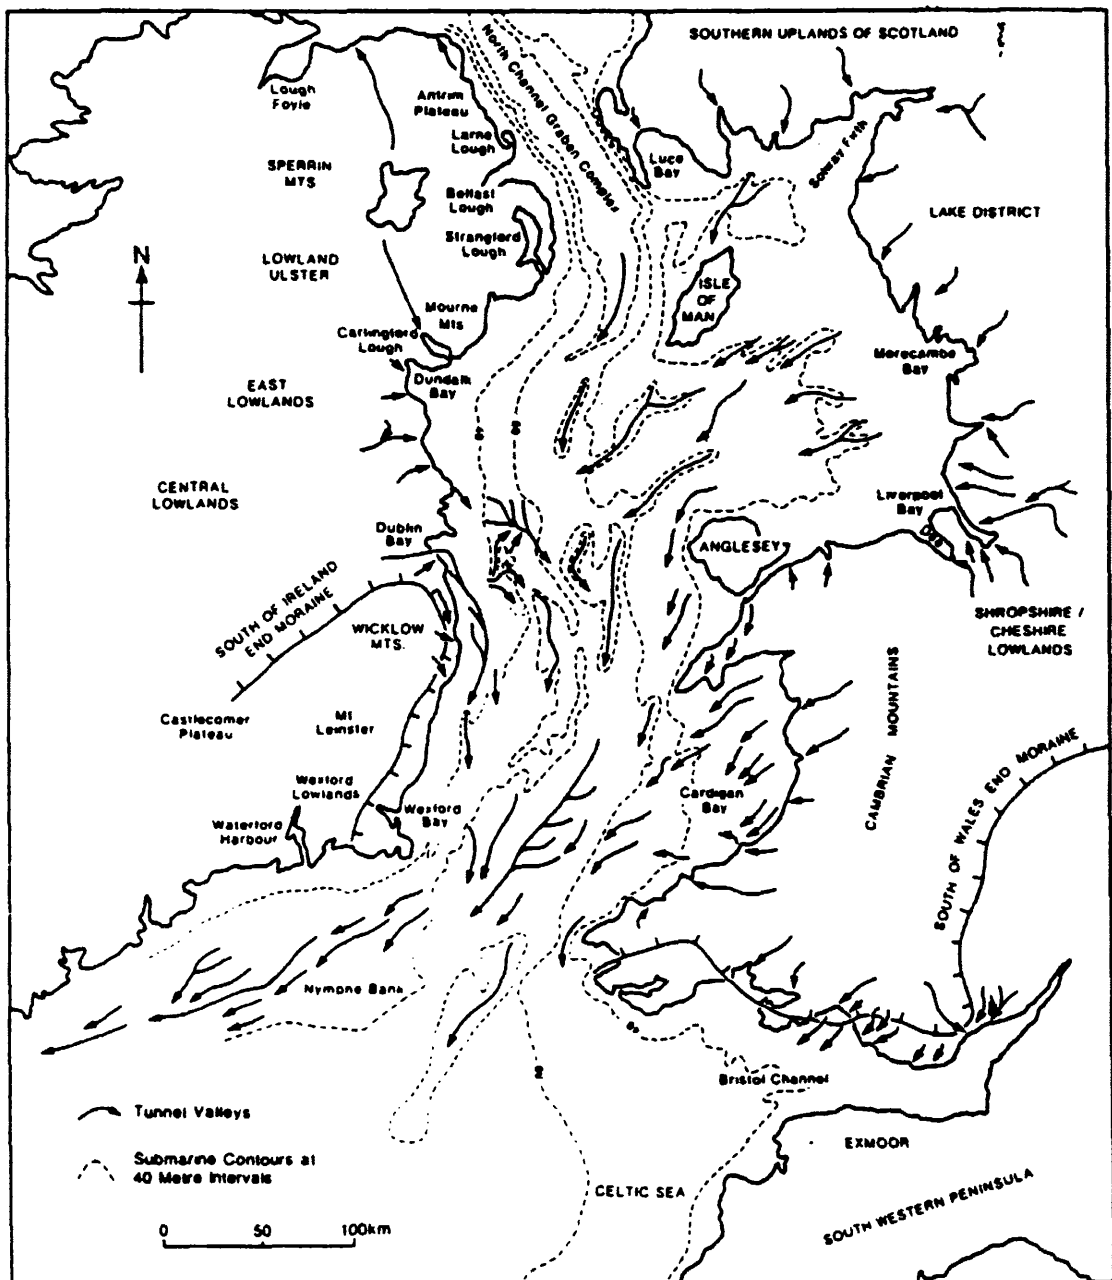 SOUTHERN UPLANDS OF SCOTLAND
North Channel Graben Complex
Lough
Foyle
Antrim
Plateau
Larne
Lough
Luce
Bay
Solway Firth
SPERRIN
MTS
Belfast
Lough
LAKE DISTRICT
Strangford
Lough
N
LOWLAND
ULSTER
ISLE
OF
MAN
Mourne
Mts
Carlingford
Lough
Morecambe
Bay
Dundalk
Bay
EAST
LOWLANDS
CENTRAL
LOWLANDS
Liverpool
Bay
Dee
Dublin
Bay
ANGLESEY
SOUTH OF IRELAND
END MORAINE
WICKLOW
MTS.
SHROPSHIRE /
CHESHIRE
LOWLANDS
CAMBRIAN MOUNTAINS
Castlecomer
Plateau
Mt
Leinster
SOUTH OF WALES END MORAINE
Wexford
Lowlands
Cardigan
Bay
Wexford
Bay
Waterford
Harbour
Nymphe Bank
Bristol Channel
Tunnel Valleys
EXMOOR
Submarine Contours at
40 Metre Intervals
CELTIC SEA
SOUTH WESTERN PENINSULA
0 50 100km